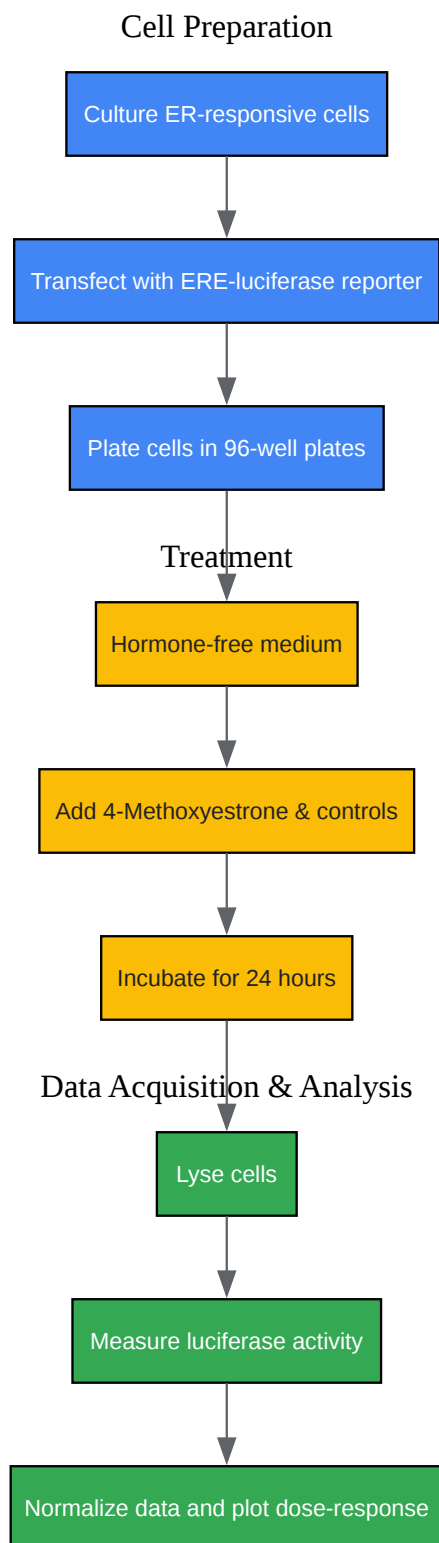 Cell Preparation
Culture ER-responsive cells
Transfect with ERE-luciferase reporter
Plate cells in 96-well plates
Treatment
Hormone-free medium
Add 4-Methoxyestrone & controls
Incubate for 24 hours
Data Acquisition & Analysis
Lyse cells
Measure luciferase activity
Normalize data and plot dose-response